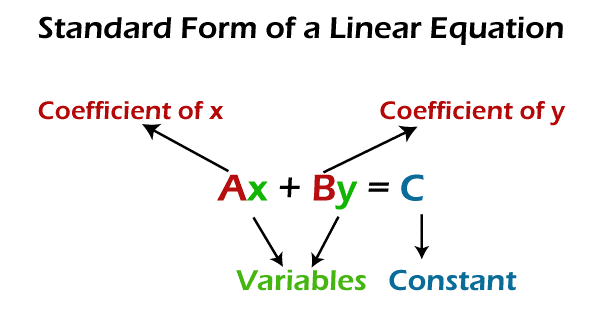 Standard Form of a Linear Equation
Coefficient of x
Coefficient of y
Ax + By = C
Variables
Constant